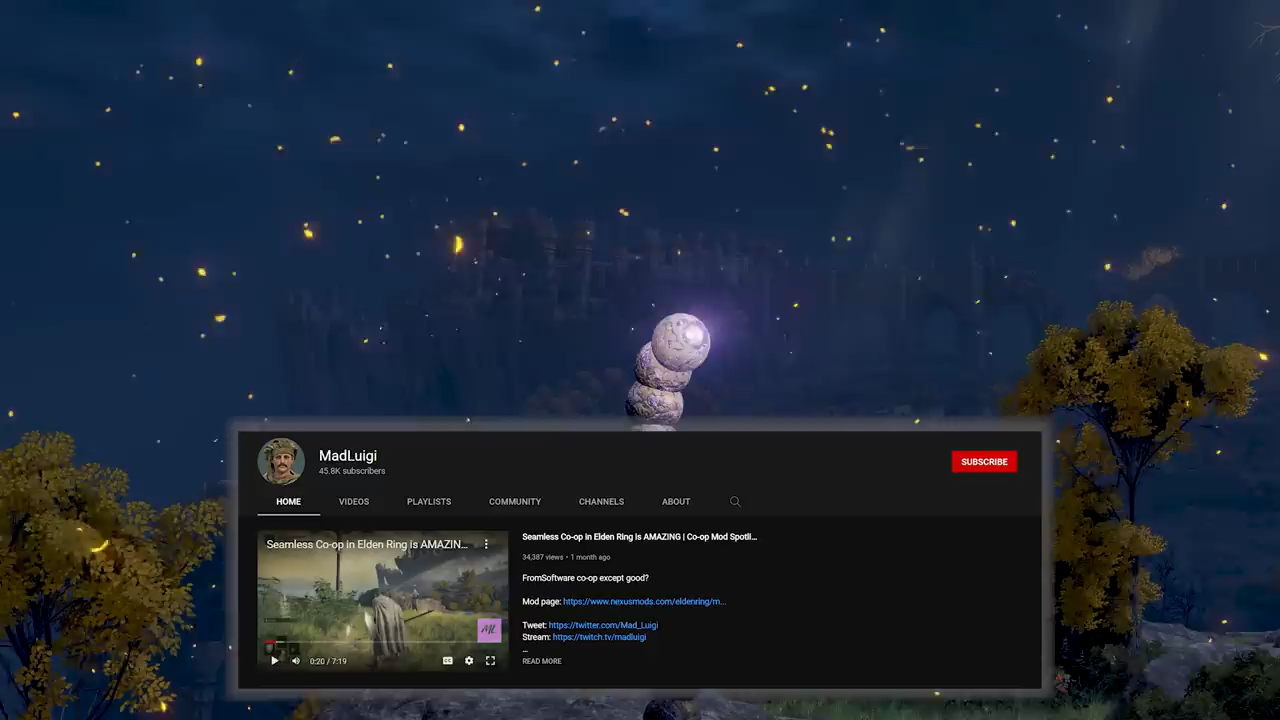 MadLuigi
45.8K subscribers
SUBSCRIBE
HOME VIDEOS PLAYLISTS COMMUNITY CHANNELS ABOUT
Seamless Co-op in Elden Ring is AMAZIN...
ML
0:20 / 7:19
Seamless Co-op in Elden Ring is AMAZING | Co-op Mod Spotli...
34,387 views • 1 month ago
FromSoftware co-op except good?
Mod page: https://www.nexusmods.com/eldenring/m...
Tweet: https://twitter.com/Mad_Luigi
Stream: https://twitch.tv/madluigi
...
READ MORE